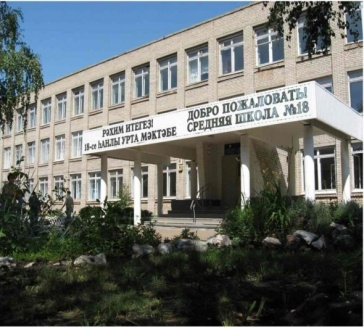 РӘХИМ ИТЕГЕЗ!
18-се ҺАНЛЫ УРТА МӘКТӘБЕ
ДОБРО ПОЖАЛОВАТЬ!
СРЕДНЯЯ ШКОЛА №18